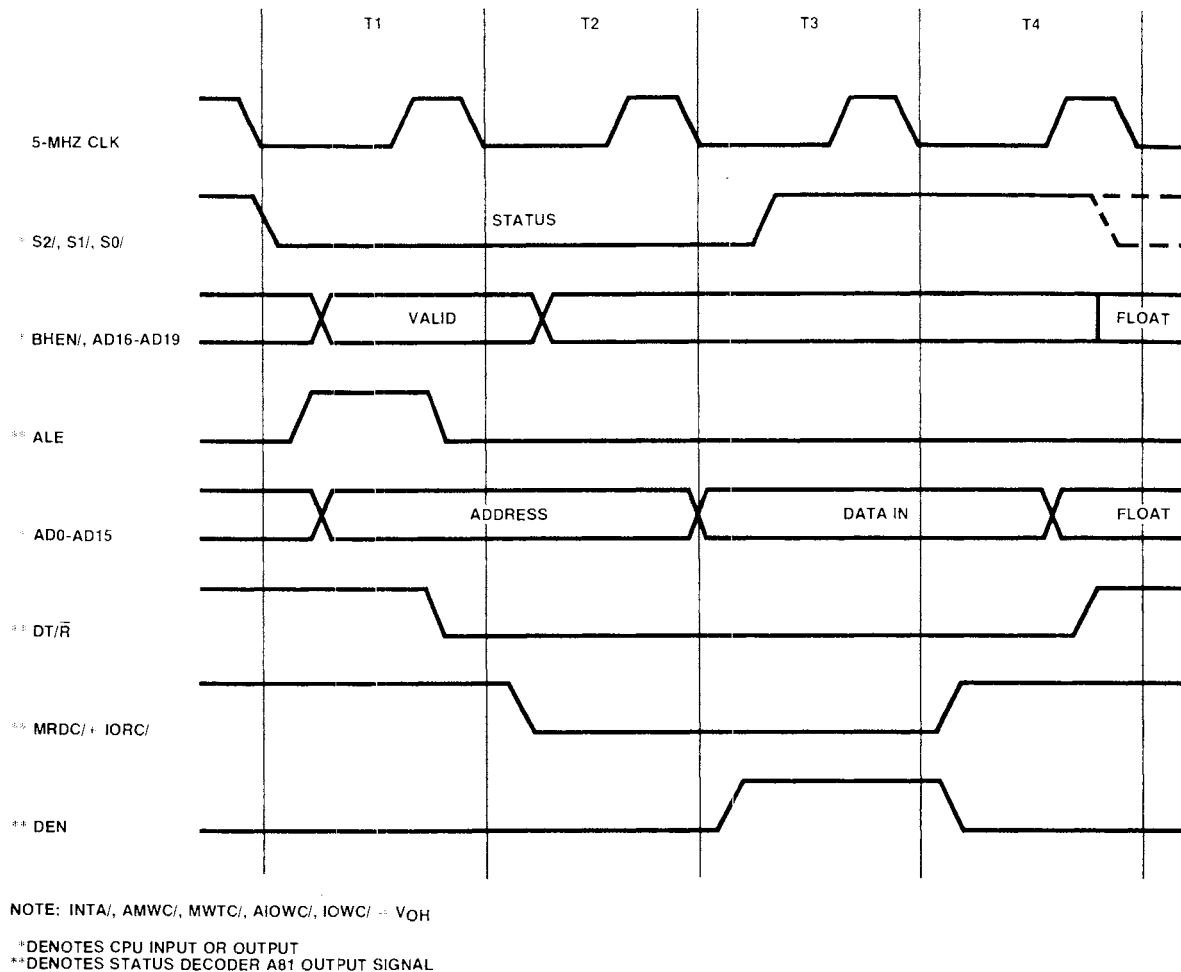 T1 T2 T3 T4
5-MHZ CLK
STATUS
* S2/, S1/, S0/
VALID
* BHEN/, AD16-AD19
FLOAT
** ALE
ADDRESS DATA IN FLOAT
* AD0-AD15
** DT/R̅
** MRDC/ + IORC/
** DEN
NOTE: INTA/, AMWC/, MWTC/, AIOWC/, IOWC/ = VOH
*DENOTES CPU INPUT OR OUTPUT
**DENOTES STATUS DECODER A81 OUTPUT SIGNAL